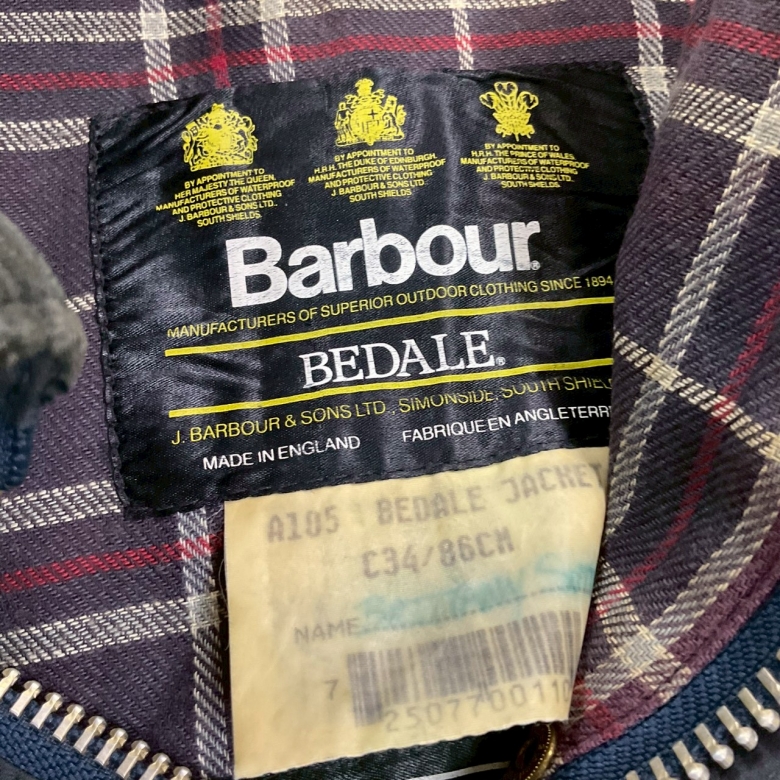 BY APPOINTMENT TO
HER MAJESTY THE QUEEN
MANUFACTURERS OF WATERPROOF
AND PROTECTIVE CLOTHING
J. BARBOUR & SONS LTD.
SOUTH SHIELDS.
BY APPOINTMENT TO
H.R.H. THE DUKE OF EDINBURGH
MANUFACTURERS OF WATERPROOF
AND PROTECTIVE CLOTHING
J. BARBOUR & SONS LTD.
SOUTH SHIELDS.
BY APPOINTMENT TO
H.R.H. THE PRINCE OF WALES
MANUFACTURERS OF WATERPROOF
AND PROTECTIVE CLOTHING
J. BARBOUR & SONS LTD.
SOUTH SHIELDS.
Barbour®
MANUFACTURERS OF SUPERIOR OUTDOOR CLOTHING SINCE 1894
BEDALE®
J. BARBOUR & SONS LTD. SIMONSIDE, SOUTH SHIEL
MADE IN ENGLAND FABRIQUE EN ANGLETERR
A105 BEDALE JACKET
C34/86CM
NAME
7 250770011